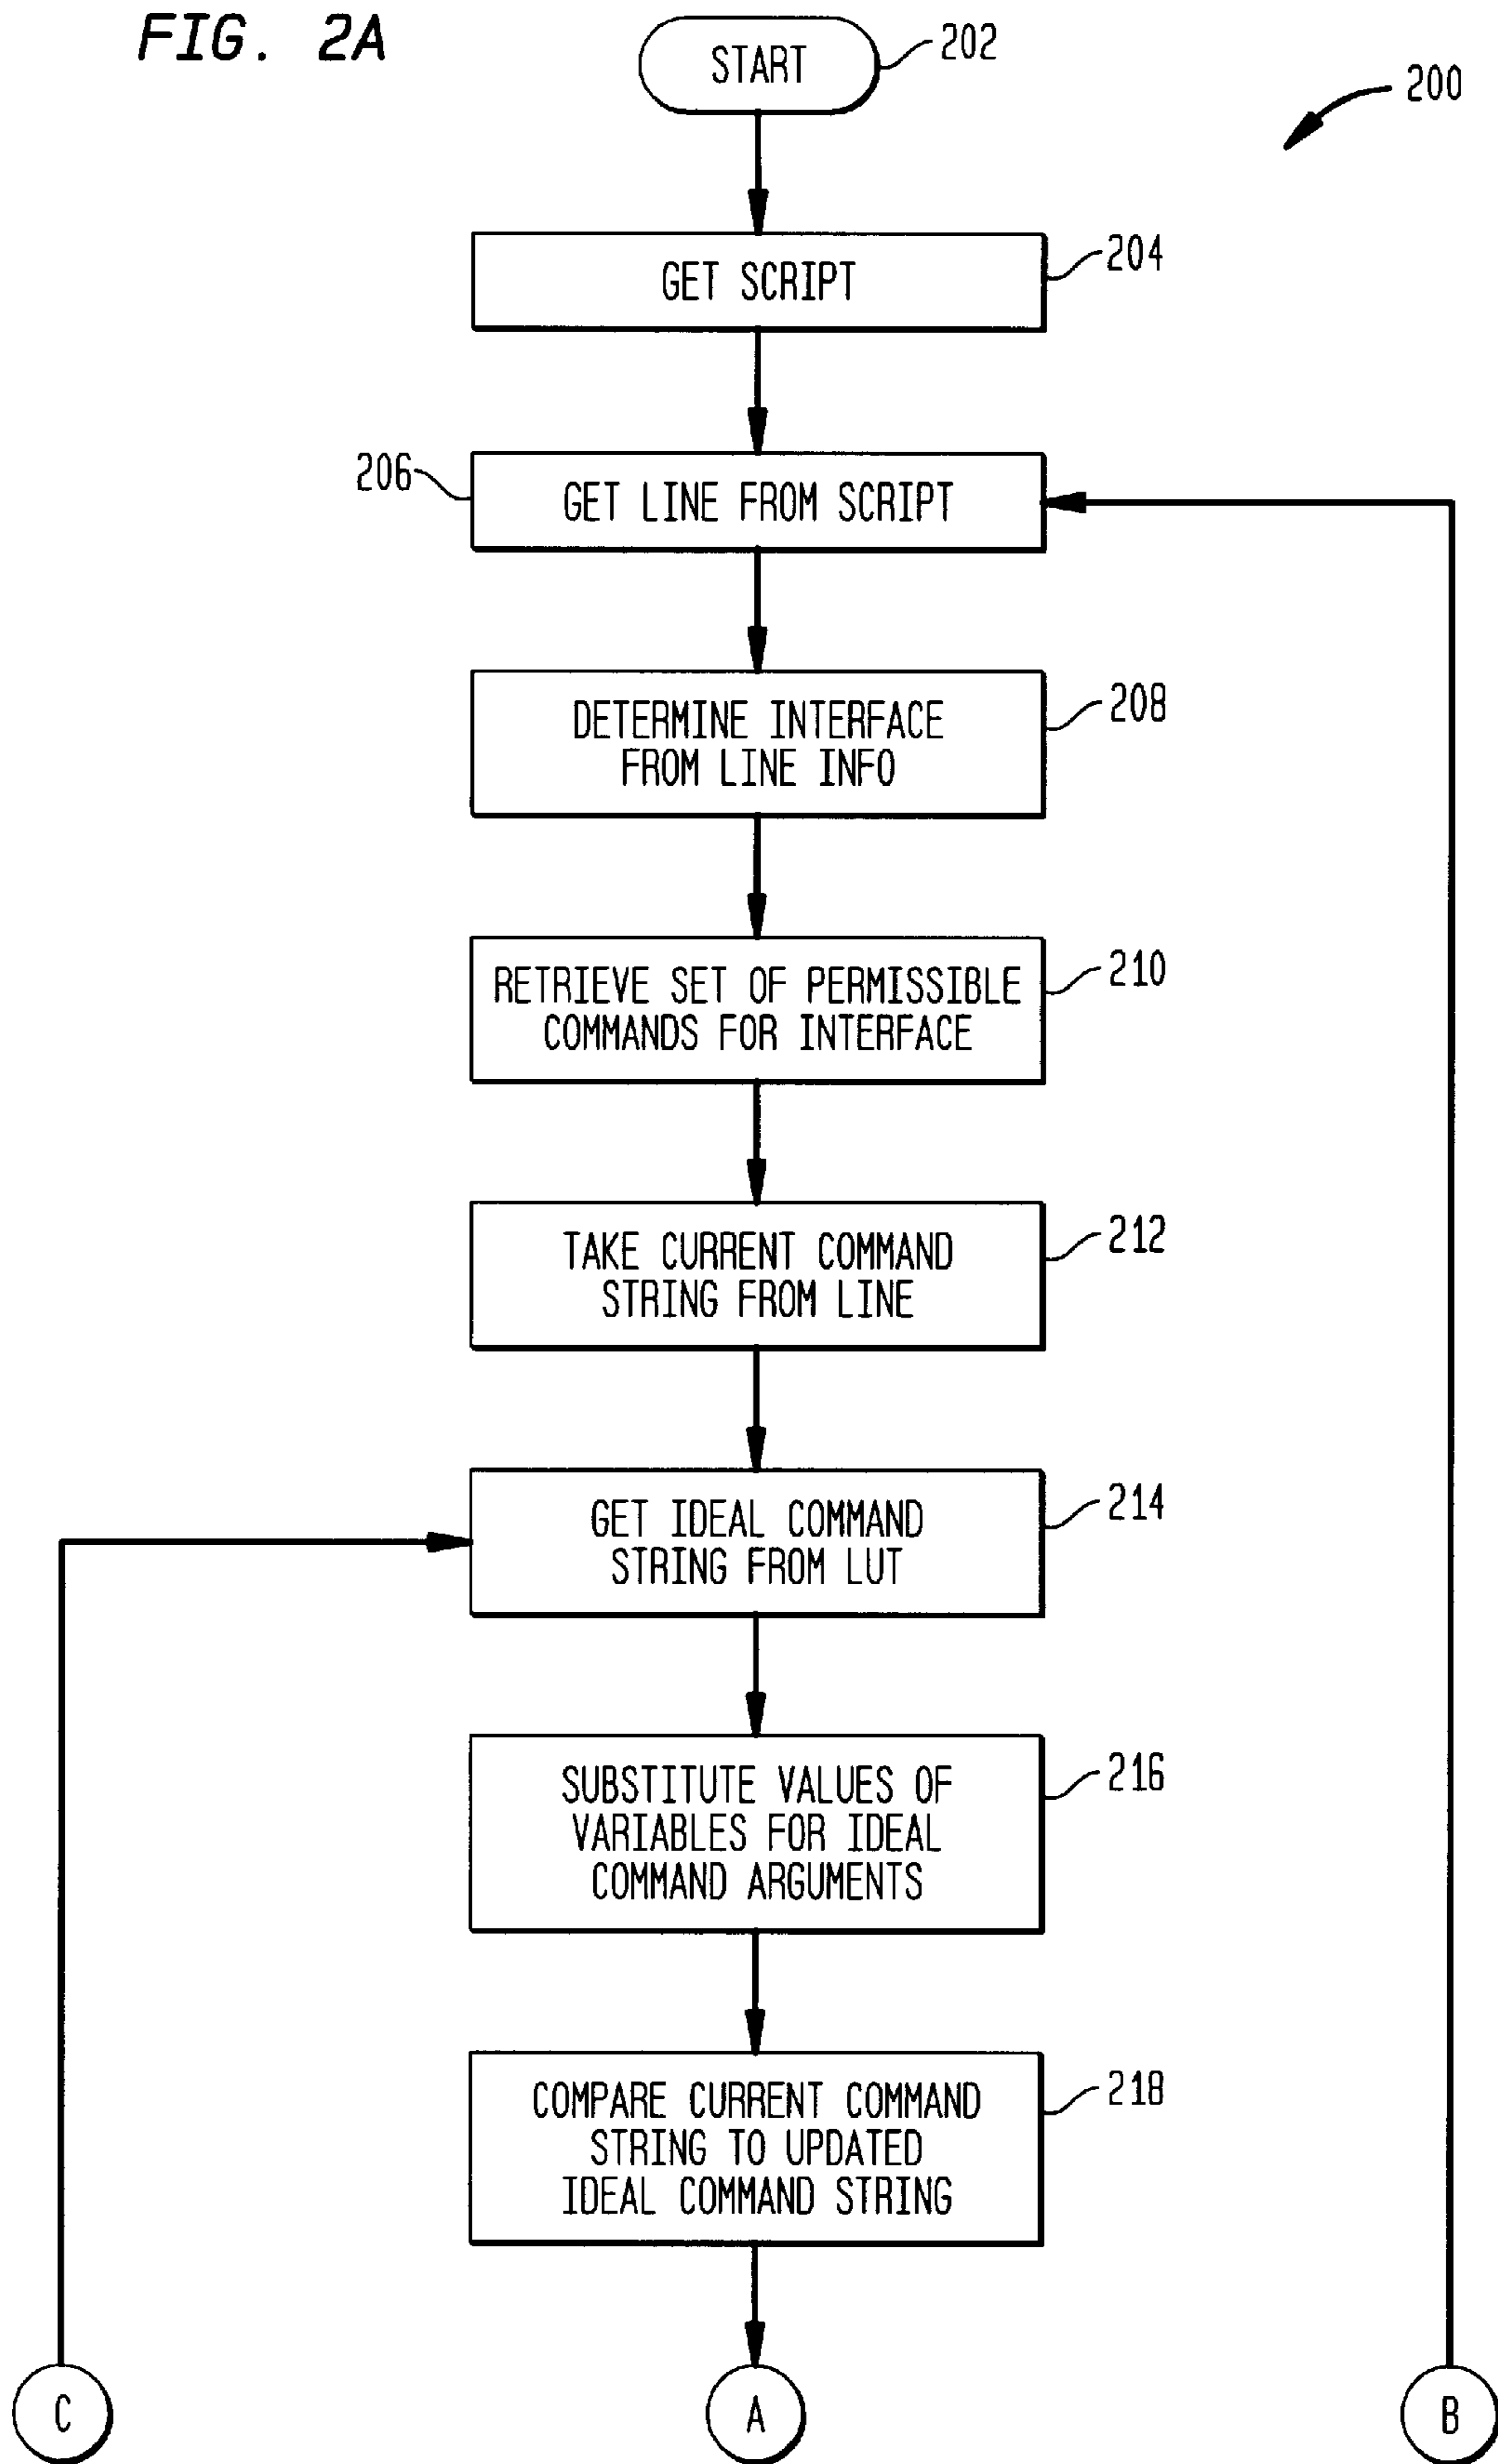 FIG. 2A
START
202
200
GET SCRIPT
204
206
GET LINE FROM SCRIPT
DETERMINE INTERFACE
FROM LINE INFO
208
RETRIEVE SET OF PERMISSIBLE
COMMANDS FOR INTERFACE
210
TAKE CURRENT COMMAND
STRING FROM LINE
212
GET IDEAL COMMAND
STRING FROM LUT
214
SUBSTITUTE VALUES OF
VARIABLES FOR IDEAL
COMMAND ARGUMENTS
216
COMPARE CURRENT COMMAND
STRING TO UPDATED
IDEAL COMMAND STRING
218
C
A
B